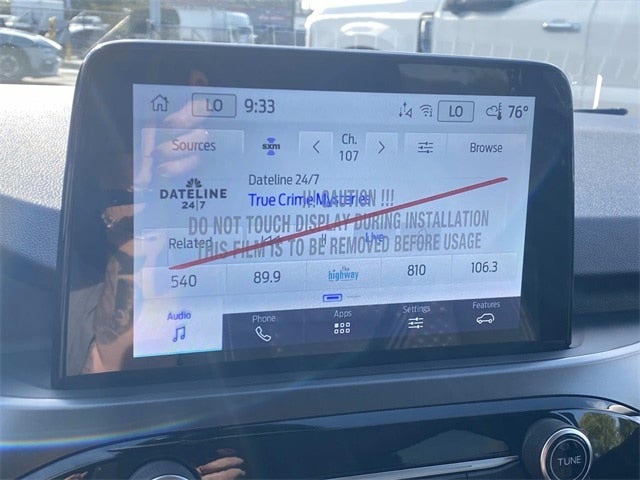 LO 9:33 LO 76°
Sources sxm Ch. 107 Browse
DATELINE 24|7
Dateline 24/7
True Crime Mysteries
!!! CAUTION !!!
DO NOT TOUCH DISPLAY DURING INSTALLATION
THIS FILM IS TO BE REMOVED BEFORE USAGE
Related Live
540 89.9 the highway 810 106.3
Audio Phone Apps Settings Features
TUNE